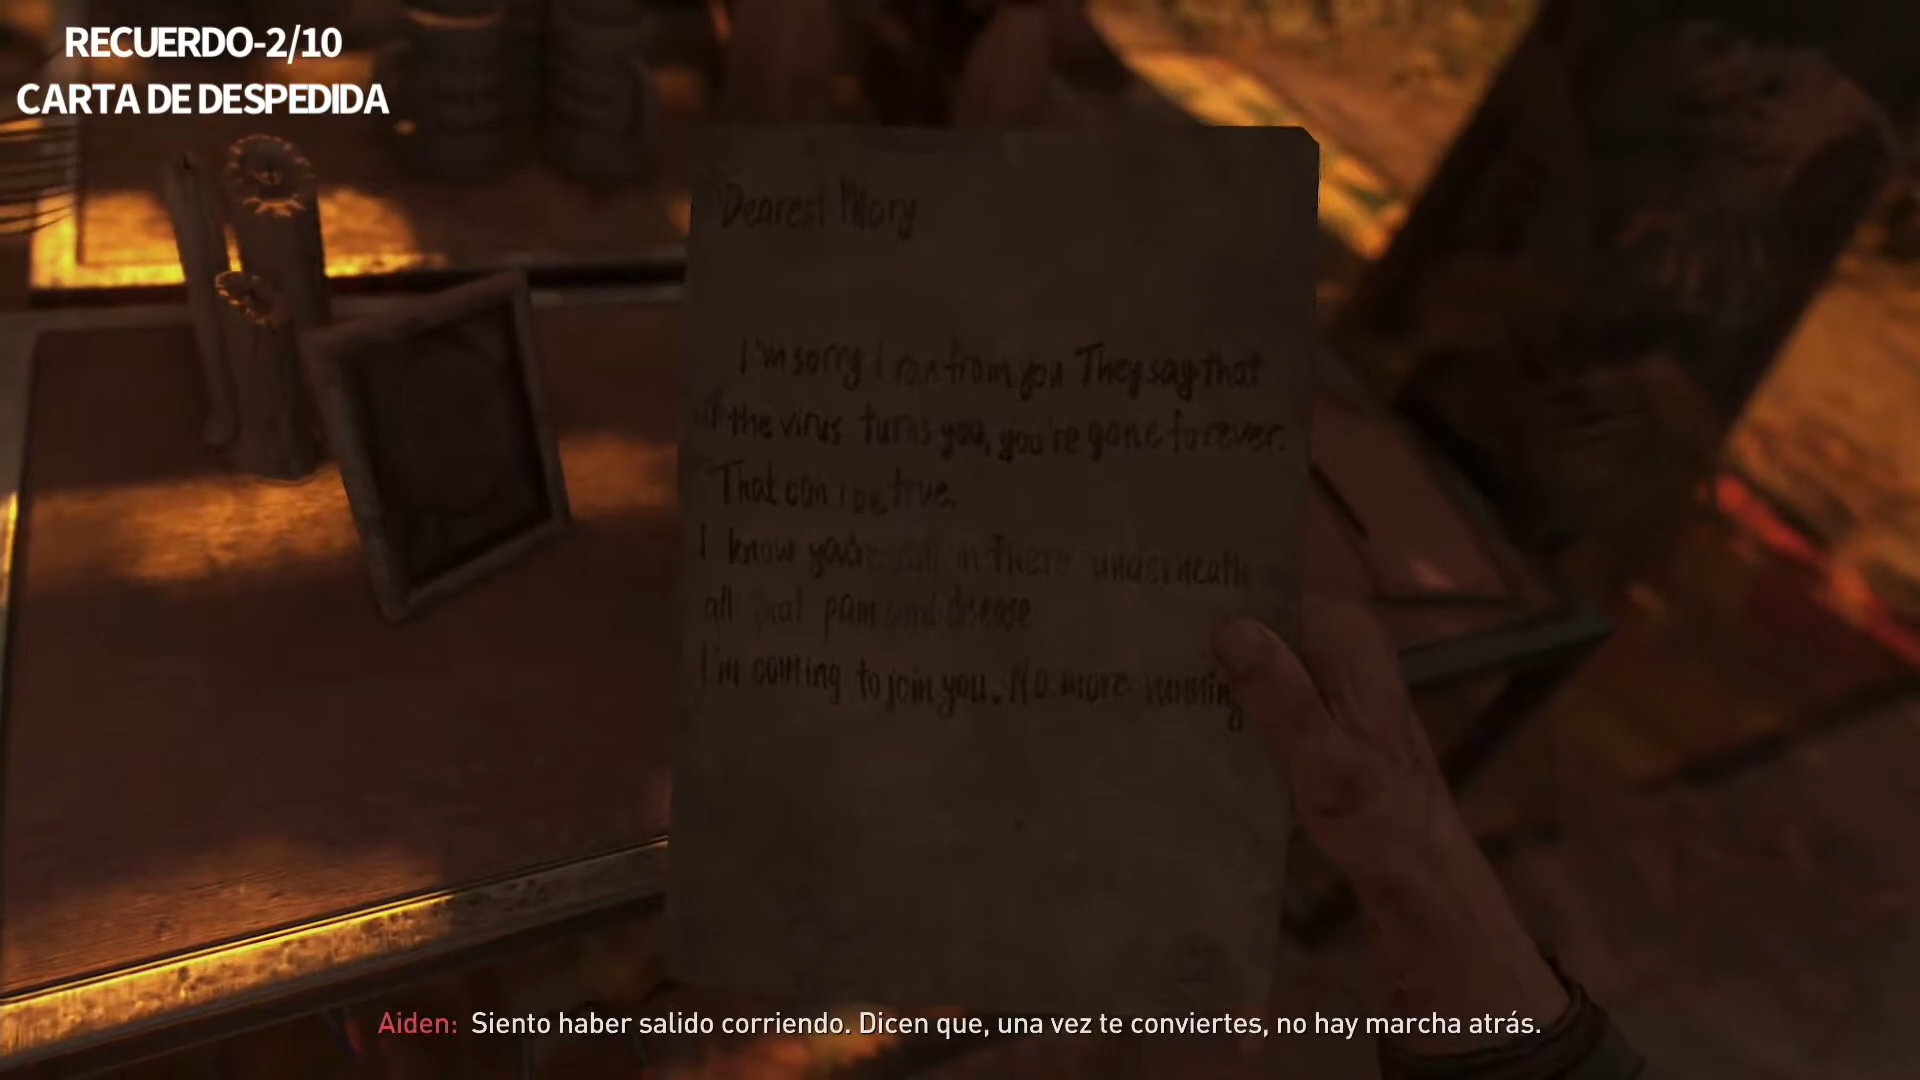 RECUERDO-2/10
CARTA DE DESPEDIDA
Dearest Mary
I'm sorry I ran from you They say that
if the virus turns you, you're gone forever.
That can't be true.
I know you're still in there underneath
all that pain and disease
I'm coming to join you. No more
Aiden: Siento haber salido corriendo. Dicen que, una vez te conviertes, no hay marcha atrás.